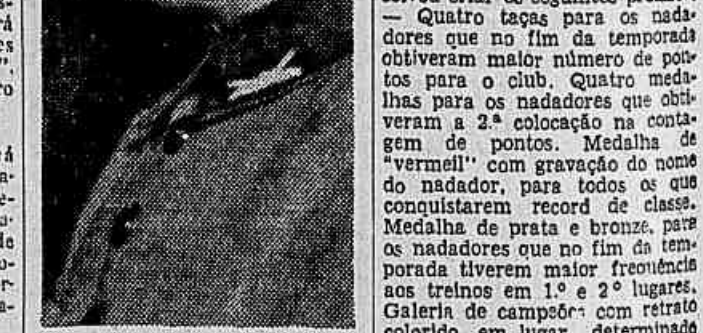 — Quatro taças para os nada-
dores que no fim da temporada
obtiveram maior número de pon-
tos para o club. Quatro meda-
lhas para os nadadores que obti-
veram a 2.ª colocação na conta-
gem de pontos. Medalha de
"vermeil" com gravação do nome
do nadador, para todos os que
conquistarem record de classe.
Medalha de prata e bronze, para
os nadadores que no fim da tem-
porada tiverem maior frequência
aos treinos em 1.º e 2º lugares.
Galeria de campeões com retrato
colorido em lugar determinado